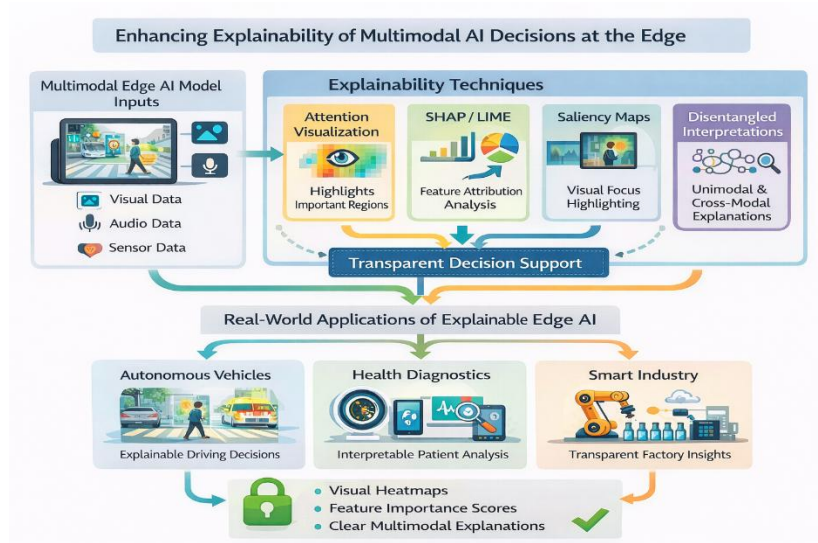 Enhancing Explainability of Multimodal AI Decisions at the Edge
Multimodal Edge AI Model
Inputs
Visual Data
Audio Data
Sensor Data
Explainability Techniques
Attention
Visualization
Highlights
Important Regions
SHAP / LIME
Feature Attribution
Analysis
Saliency Maps
Visual Focus
Highlighting
Disentangled
Interpretations
Unimodal &
Cross-Modal
Explanations
Transparent Decision Support
Real-World Applications of Explainable Edge AI
Autonomous Vehicles
Explainable Driving Decisions
Health Diagnostics
Interpretable Patient Analysis
Smart Industry
Transparent Factory Insights
• Visual Heatmaps
• Feature Importance Scores
• Clear Multimodal Explanations